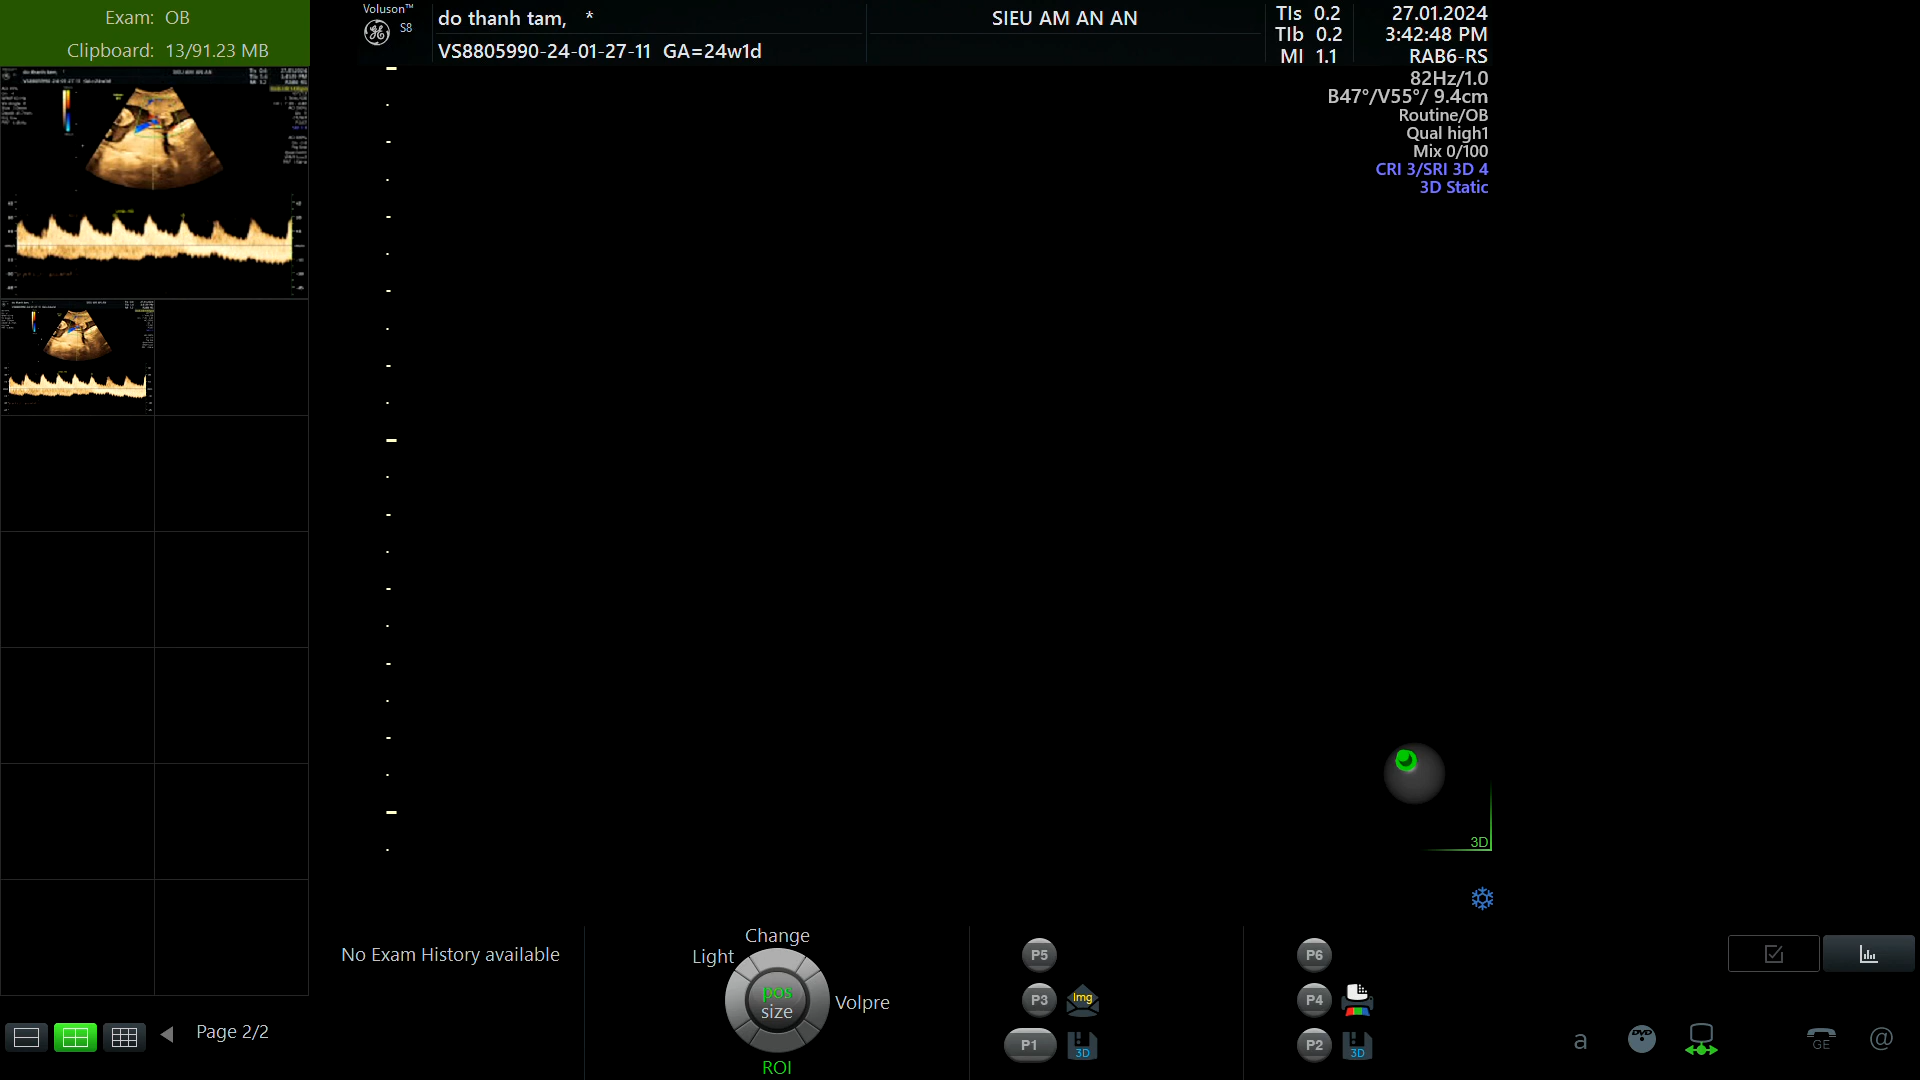 Exam: OB
Clipboard: 13/91.23 MB
Voluson™
S8
do thanh tam, *
VS8805990-24-01-27-11 GA=24w1d
SIEU AM AN AN
TIs 0.2
TIb 0.2
MI 1.1
27.01.2024
3:42:48 PM
RAB6-RS
82Hz/1.0
B47°/V55°/ 9.4cm
Routine/OB
Qual high1
Mix 0/100
CRI 3/SRI 3D 4
3D Static
3D
No Exam History available
Change
Light
pos
size
Volpre
ROI
P5
P3
Img
P1
3D
P6
P4
P2
3D
Page 2/2
a
DVD
GE
@